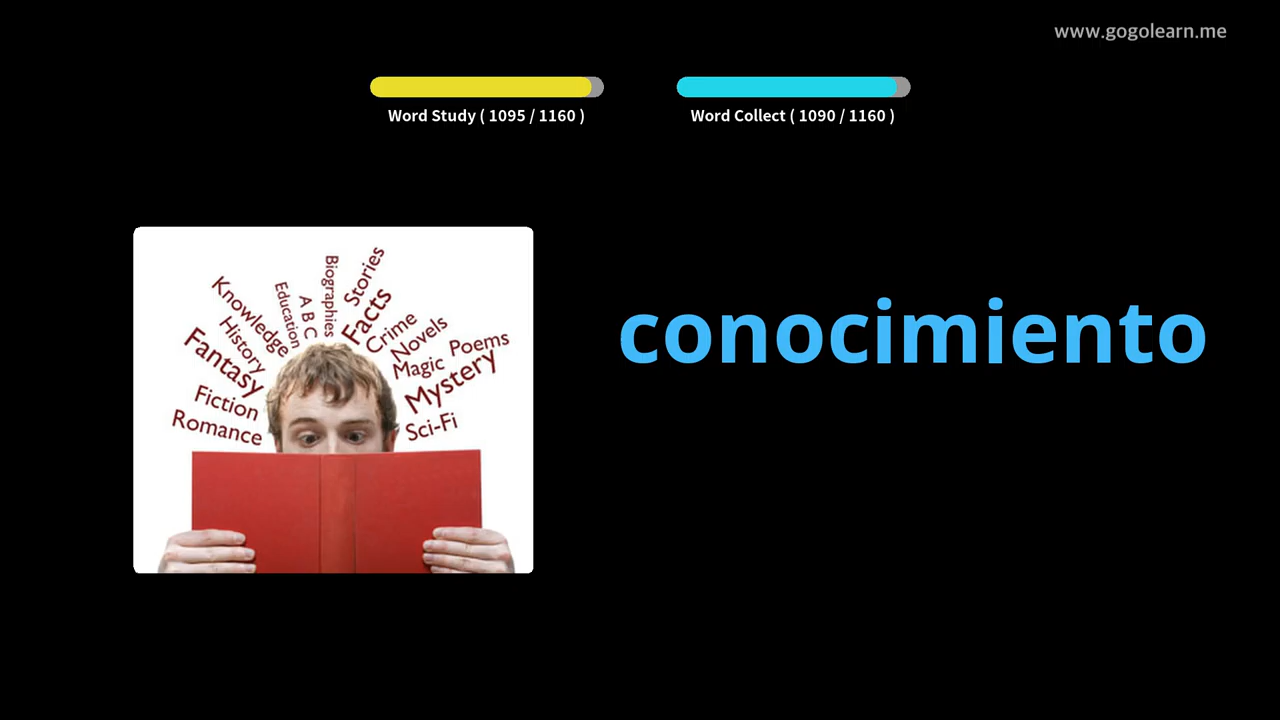 www.gogolearn.me
Word Study ( 1095 / 1160 )
Word Collect ( 1090 / 1160 )
conocimiento
Biographies
Stories
Education
A B C
Facts
Knowledge
Crime
History
Novels
Fantasy
Magic
Poems
Mystery
Fiction
Romance
Sci-Fi